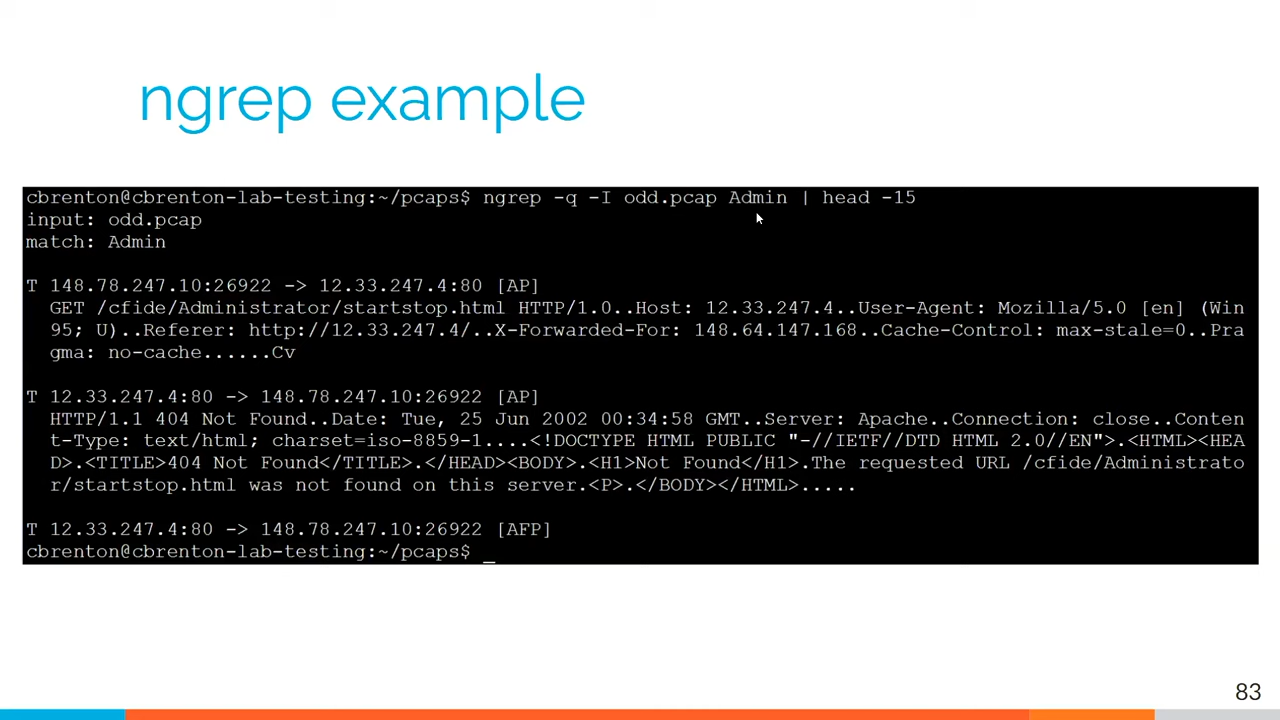 ngrep example
cbrenton@cbrenton-lab-testing:~/pcaps$ ngrep -q -I odd.pcap Admin | head -15
input: odd.pcap
match: Admin
T 148.78.247.10:26922 -> 12.33.247.4:80 [AP]
GET /cfide/Administrator/startstop.html HTTP/1.0..Host: 12.33.247.4..User-Agent: Mozilla/5.0 [en] (Win
95; U)..Referer: http://12.33.247.4/..X-Forwarded-For: 148.64.147.168..Cache-Control: max-stale=0..Pra
gma: no-cache......Cv
T 12.33.247.4:80 -> 148.78.247.10:26922 [AP]
HTTP/1.1 404 Not Found..Date: Tue, 25 Jun 2002 00:34:58 GMT..Server: Apache..Connection: close..Conten
t-Type: text/html; charset=iso-8859-1....<!DOCTYPE HTML PUBLIC "-//IETF//DTD HTML 2.0//EN">.<HTML><HEA
D>.<TITLE>404 Not Found</TITLE>.</HEAD><BODY>.<H1>Not Found</H1>.The requested URL /cfide/Administrato
r/startstop.html was not found on this server.<P>.</BODY></HTML>.....
T 12.33.247.4:80 -> 148.78.247.10:26922 [AFP]
cbrenton@cbrenton-lab-testing:~/pcaps$ _
83